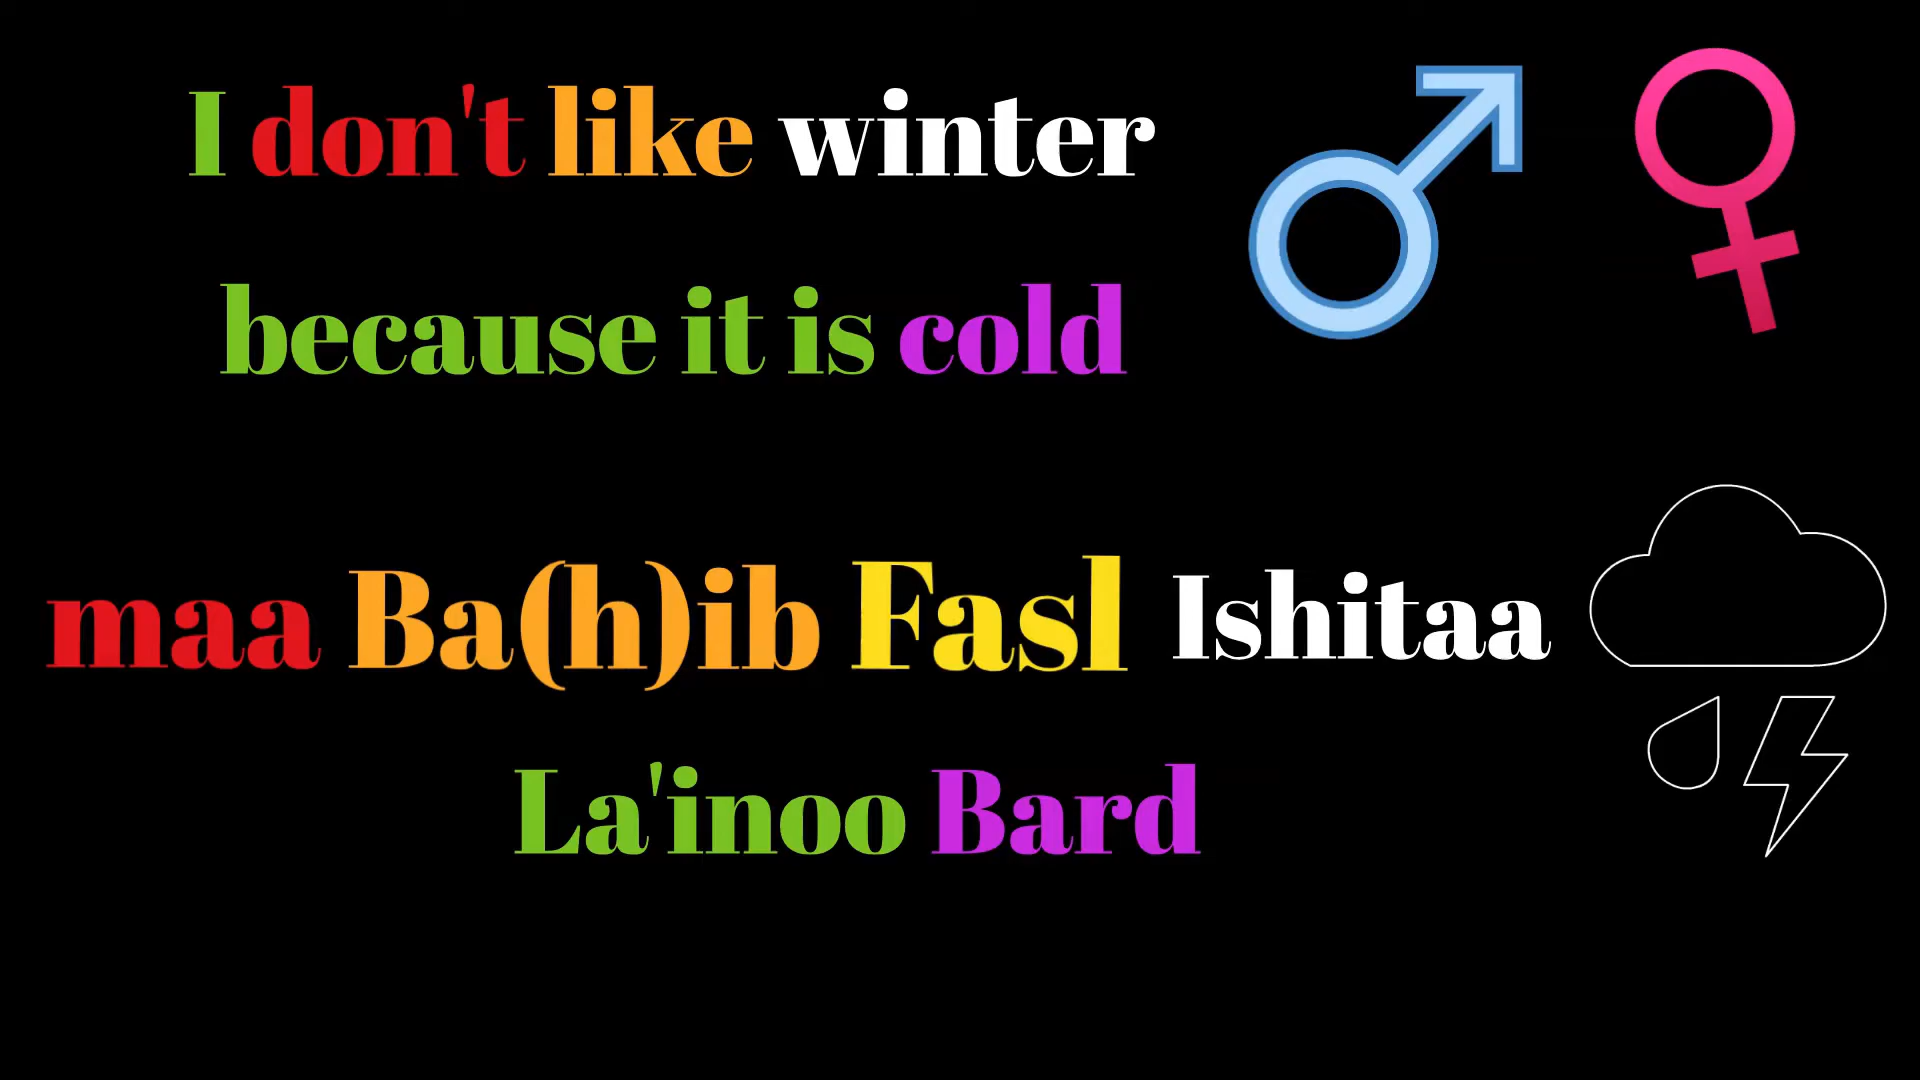 I don't like winter
because it is cold
maa Ba(h)ib Fasl Ishitaa
La'inoo Bard